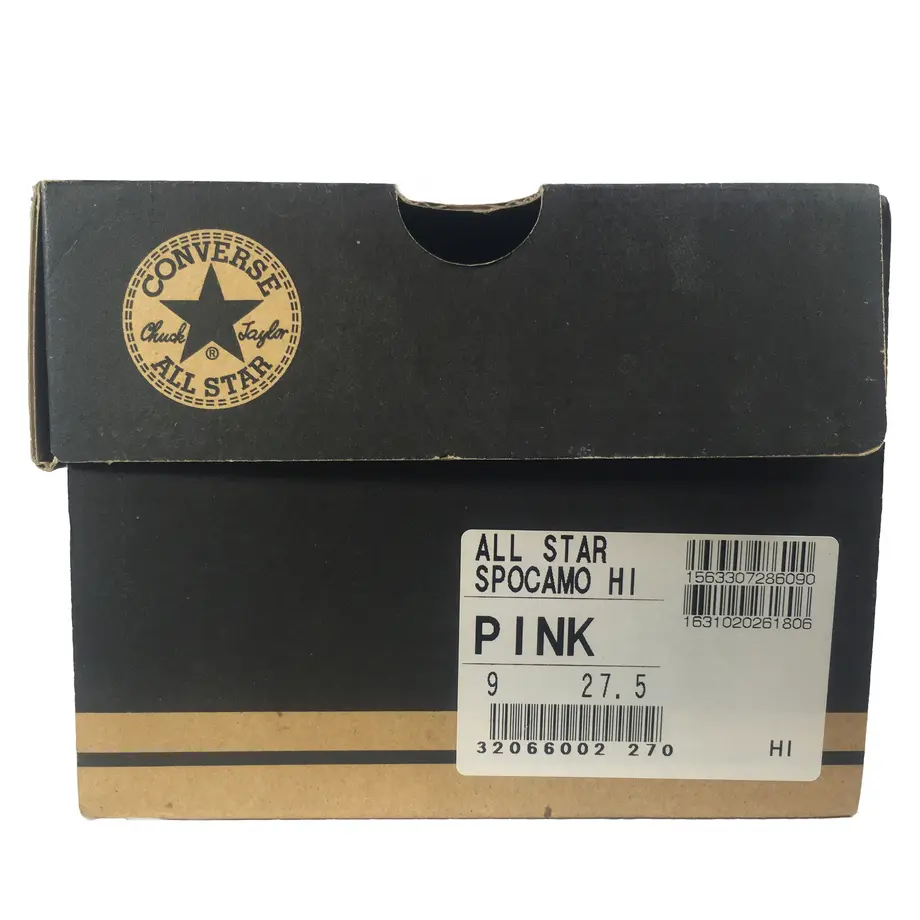 CONVERSE
Chuck Taylor
®
ALL STAR
ALL STAR
SPOCAMO HI
1563307286090
1631020261806
PINK
9 27.5
32066002 270
HI